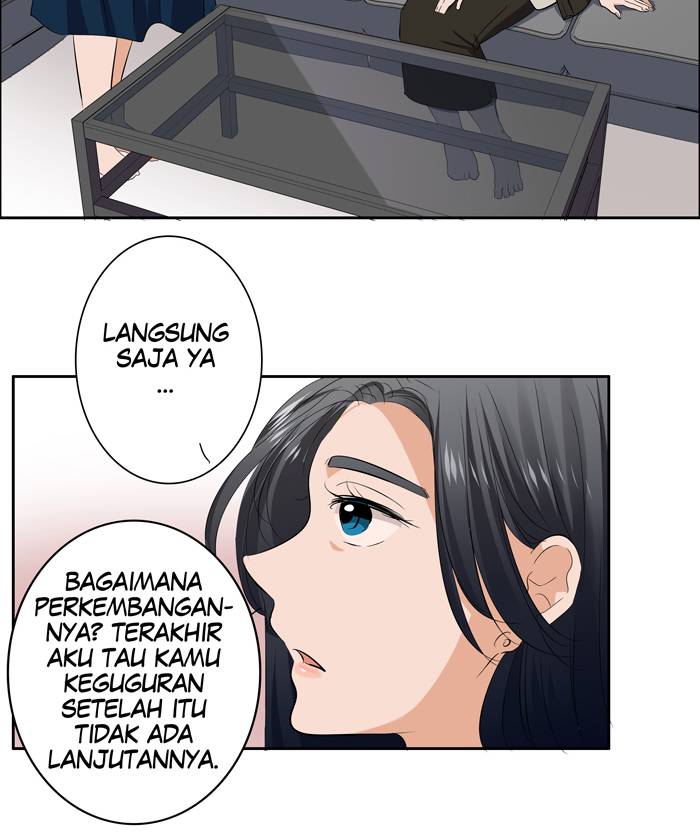 LANGSUNG
SAJA YA
...
BAGAIMANA
PERKEMBANGAN-
NYA? TERAKHIR
AKU TAU KAMU
KEGUGURAN
SETELAH ITU
TIDAK ADA
LANJUTANNYA.